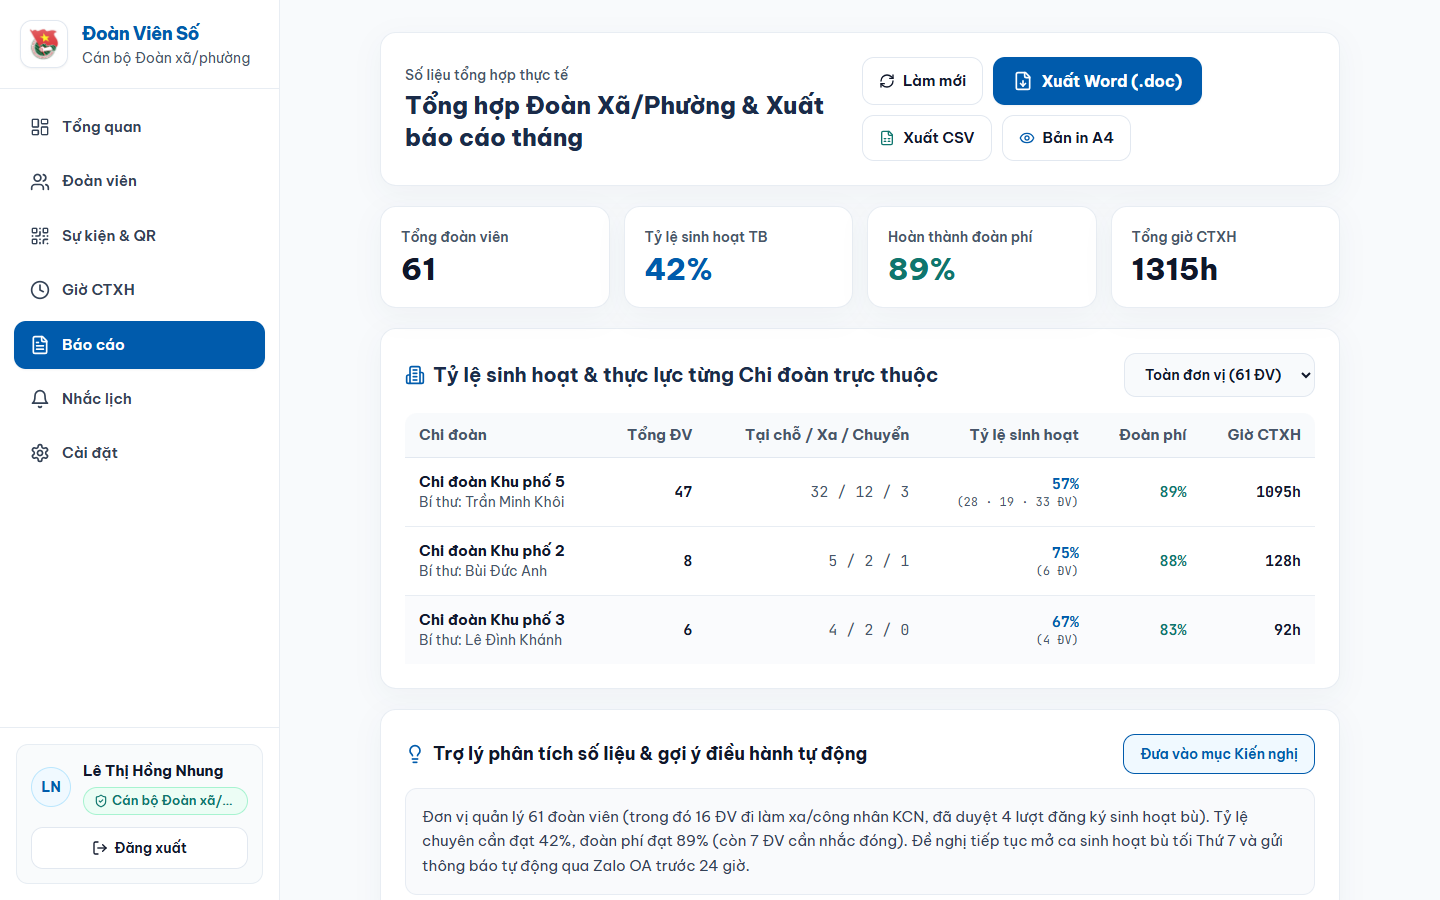 Đoàn Viên Số
Cán bộ Đoàn xã/phường
Tổng quan
Đoàn viên
Sự kiện & QR
Giờ CTXH
Báo cáo
Nhắc lịch
Cài đặt
LN
Lê Thị Hồng Nhung
Cán bộ Đoàn xã/...
Đăng xuất
Số liệu tổng hợp thực tế
Tổng hợp Đoàn Xã/Phường & Xuất
báo cáo tháng
Làm mới
Xuất Word (.doc)
Xuất CSV
Bản in A4
Tổng đoàn viên
61
Tỷ lệ sinh hoạt TB
42%
Hoàn thành đoàn phí
89%
Tổng giờ CTXH
1315h
Tỷ lệ sinh hoạt & thực lực từng Chi đoàn trực thuộc
Toàn đơn vị (61 ĐV)
Chi đoàn Tổng ĐV Tại chỗ / Xa / Chuyển Tỷ lệ sinh hoạt Đoàn phí Giờ CTXH
Chi đoàn Khu phố 5
Bí thư: Trần Minh Khôi
47 32 / 12 / 3 57% 89% 1095h
(28 · 19 · 33 ĐV)
Chi đoàn Khu phố 2
Bí thư: Bùi Đức Anh
8 5 / 2 / 1 75% 88% 128h
(6 ĐV)
Chi đoàn Khu phố 3
Bí thư: Lê Đình Khánh
6 4 / 2 / 0 67% 83% 92h
(4 ĐV)
Trợ lý phân tích số liệu & gợi ý điều hành tự động
Đưa vào mục Kiến nghị
Đơn vị quản lý 61 đoàn viên (trong đó 16 ĐV đi làm xa/công nhân KCN, đã duyệt 4 lượt đăng ký sinh hoạt bù). Tỷ lệ
chuyên cần đạt 42%, đoàn phí đạt 89% (còn 7 ĐV cần nhắc đóng). Đề nghị tiếp tục mở ca sinh hoạt bù tối Thứ 7 và gửi
thông báo tự động qua Zalo OA trước 24 giờ.